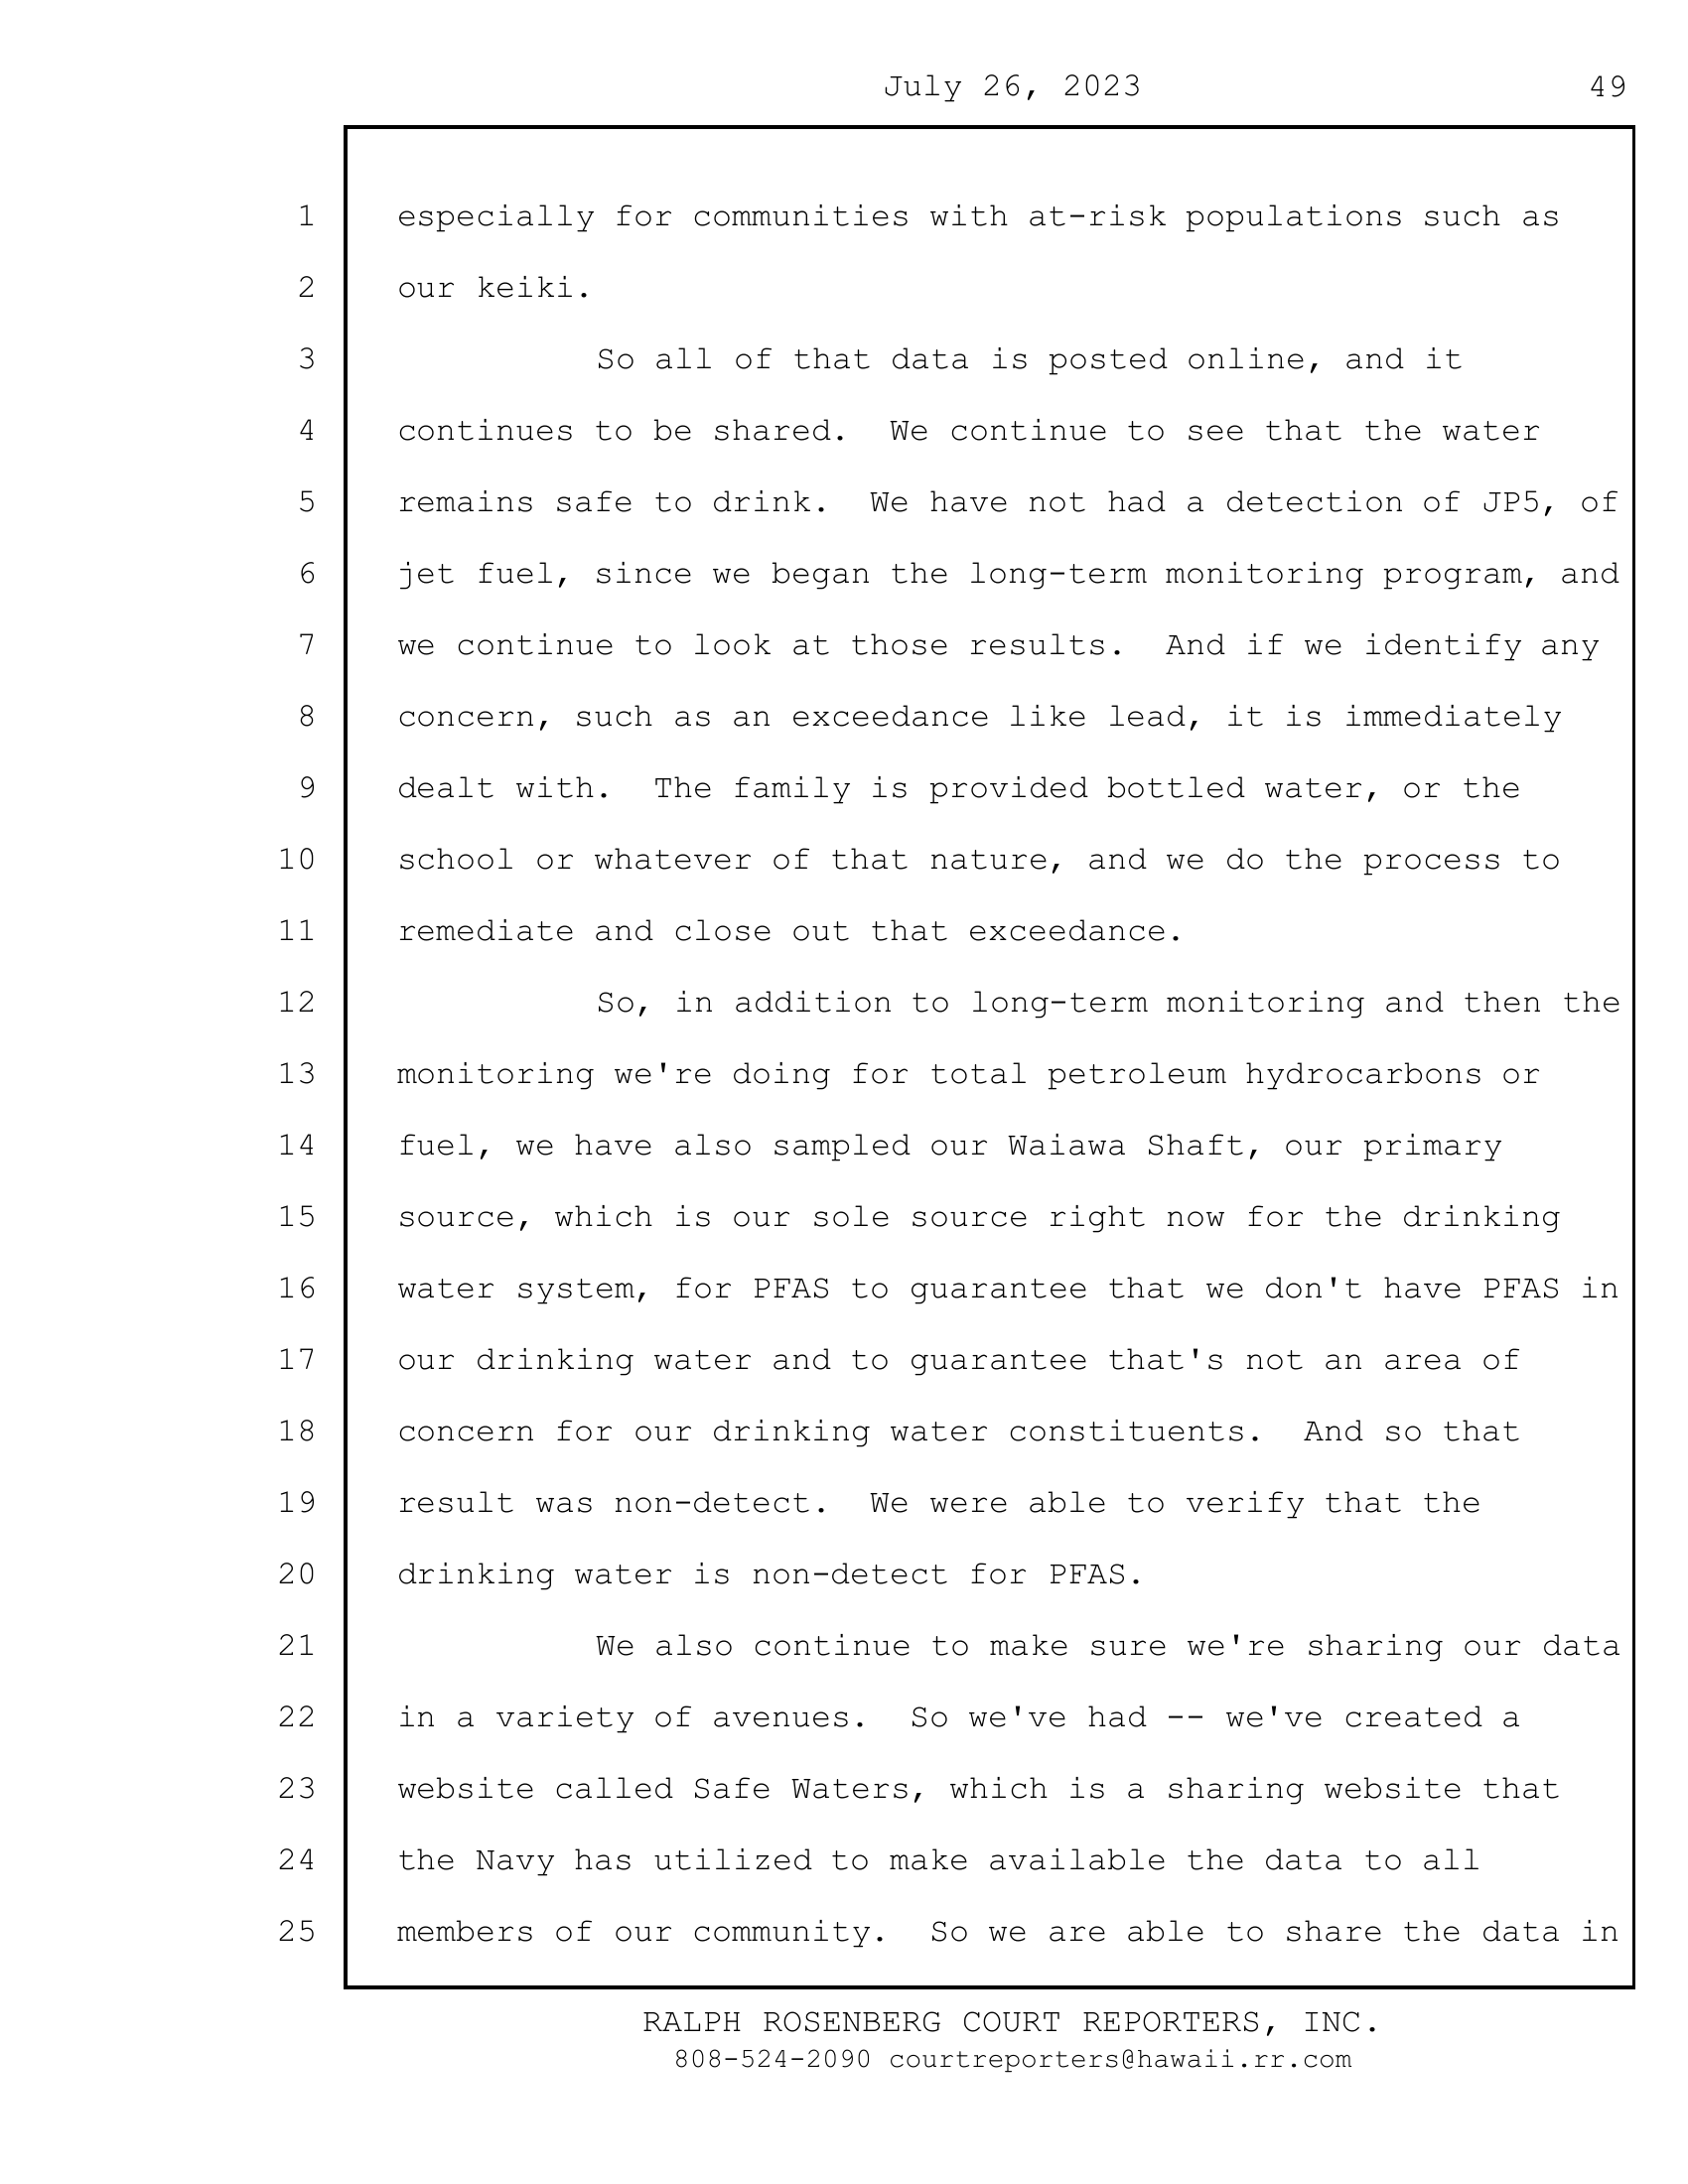 July 26, 2023 49
1 especially for communities with at-risk populations such as
2 our keiki.
3 So all of that data is posted online, and it
4 continues to be shared.  We continue to see that the water
5 remains safe to drink.  We have not had a detection of JP5, of
6 jet fuel, since we began the long-term monitoring program, and
7 we continue to look at those results.  And if we identify any
8 concern, such as an exceedance like lead, it is immediately
9 dealt with.  The family is provided bottled water, or the
10 school or whatever of that nature, and we do the process to
11 remediate and close out that exceedance.
12 So, in addition to long-term monitoring and then the
13 monitoring we're doing for total petroleum hydrocarbons or
14 fuel, we have also sampled our Waiawa Shaft, our primary
15 source, which is our sole source right now for the drinking
16 water system, for PFAS to guarantee that we don't have PFAS in
17 our drinking water and to guarantee that's not an area of
18 concern for our drinking water constituents.  And so that
19 result was non-detect.  We were able to verify that the
20 drinking water is non-detect for PFAS.
21 We also continue to make sure we're sharing our data
22 in a variety of avenues.  So we've had -- we've created a
23 website called Safe Waters, which is a sharing website that
24 the Navy has utilized to make available the data to all
25 members of our community.  So we are able to share the data in
RALPH ROSENBERG COURT REPORTERS, INC.
808-524-2090 courtreporters@hawaii.rr.com